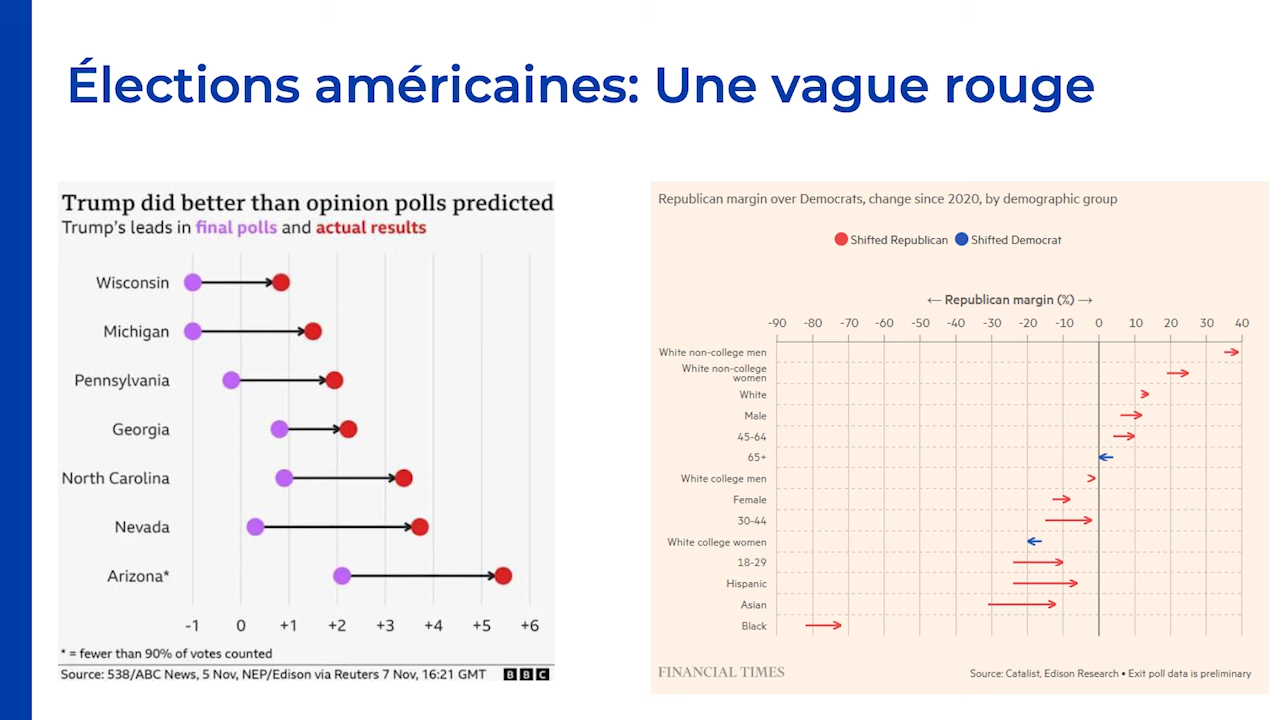 Élections américaines: Une vague rouge
Trump did better than opinion polls predicted
Trump's leads in final polls and actual results
Wisconsin
Michigan
Pennsylvania
Georgia
North Carolina
Nevada
Arizona*
-1 0 +1 +2 +3 +4 +5 +6
* = fewer than 90% of votes counted
Source: 538/ABC News, 5 Nov, NEP/Edison via Reuters 7 Nov, 16:21 GMT BBC
Republican margin over Democrats, change since 2020, by demographic group
Shifted Republican Shifted Democrat
← Republican margin (%) →
-90 -80 -70 -60 -50 -40 -30 -20 -10 0 10 20 30 40
White non-college men
White non-college
women
White
Male
45-64
65+
White college men
Female
30-44
White college women
18-29
Hispanic
Asian
Black
FINANCIAL TIMES
Source: Catalist, Edison Research • Exit poll data is preliminary